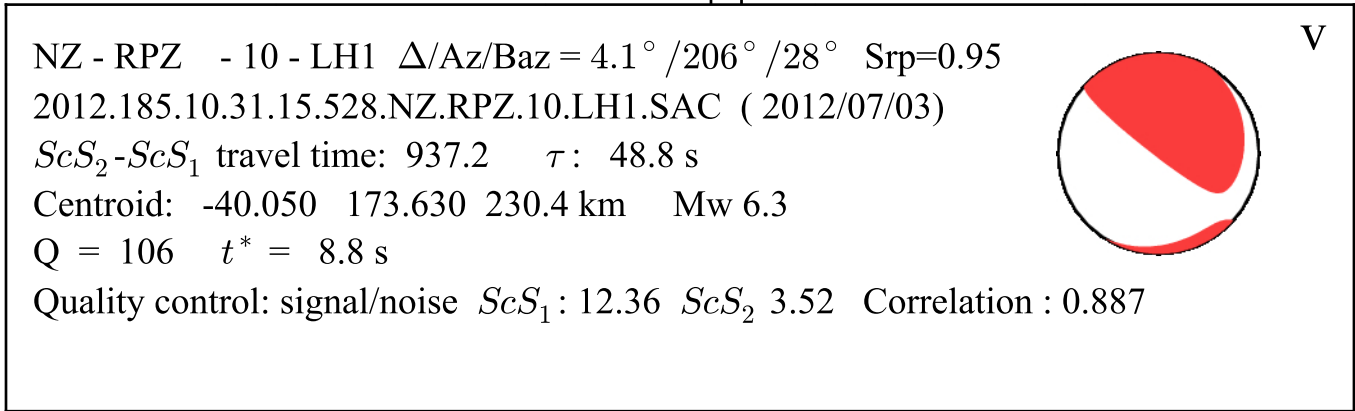 V
NZ - RPZ - 10 - LH1 Δ/Az/Baz = 4.1° /206° /28° Srp=0.95
2012.185.10.31.15.528.NZ.RPZ.10.LH1.SAC ( 2012/07/03)
ScS₂-ScS₁ travel time: 937.2 τ : 48.8 s
Centroid: -40.050 173.630 230.4 km Mw 6.3
Q = 106 t* = 8.8 s
Quality control: signal/noise ScS₁: 12.36 ScS₂ 3.52 Correlation : 0.887